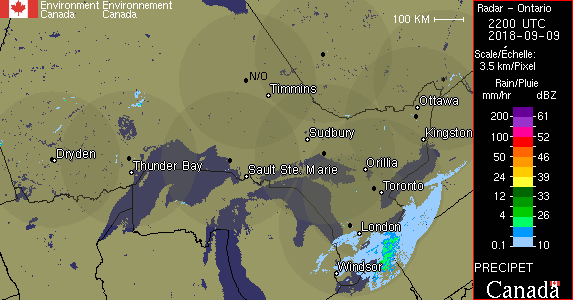 Environment Environnement
Canada Canada
100 KM
N/O
Timmins
Ottawa
Sudbury
Kingston
Dryden
Thunder Bay
Sault Ste. Marie
Orillia
Toronto
London
Windsor
Radar - Ontario
2200 UTC
2018-09-09
Scale/Échelle:
3.5 km/Pixel
Rain/Pluie
mm/hr dBZ
200 61
100 52
50 46
24 39
12 33
4 26
0.1 10
PRECIPET
Canada